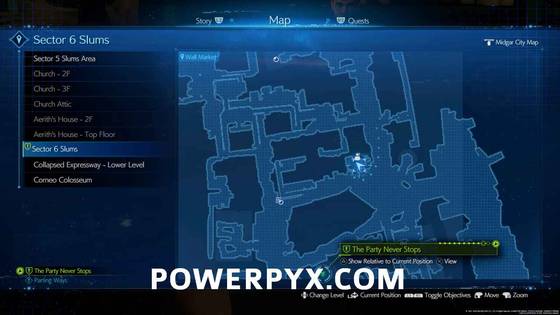 Story
Map
Quests
Sector 6 Slums
Midgar City Map
Sector 5 Slums Area
Church - 2F
Church - 3F
Church Attic
Aerith's House - 2F
Aerith's House - Top Floor
Sector 6 Slums
Collapsed Expressway - Lower Level
Corneo Colosseum
Wall Market
The Party Never Stops
Show Relative to Current Position
View
The Party Never Stops
Parting Ways
POWERPYX.COM
Change Level
Current Position
Toggle Objectives
Move
Zoom